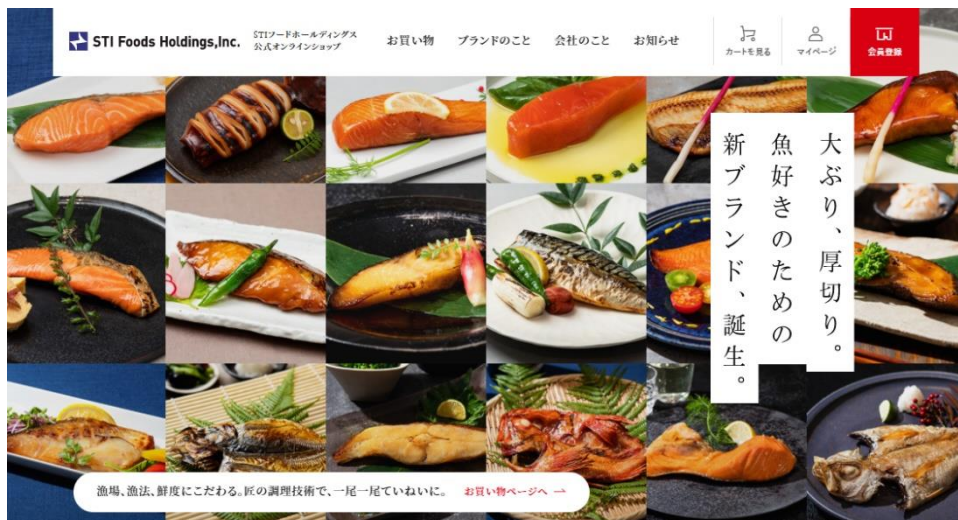 STI Foods Holdings,Inc.
STIフードホールディングス
公式オンラインショップ
お買い物
ブランドのこと
会社のこと
お知らせ
カートを見る
マイページ
会員登録
大ぶり、厚切り。
魚好きのための
新ブランド、誕生。
漁場、漁法、鮮度にこだわる。匠の調理技術で、一尾一尾ていねいに。
お買い物ページへ